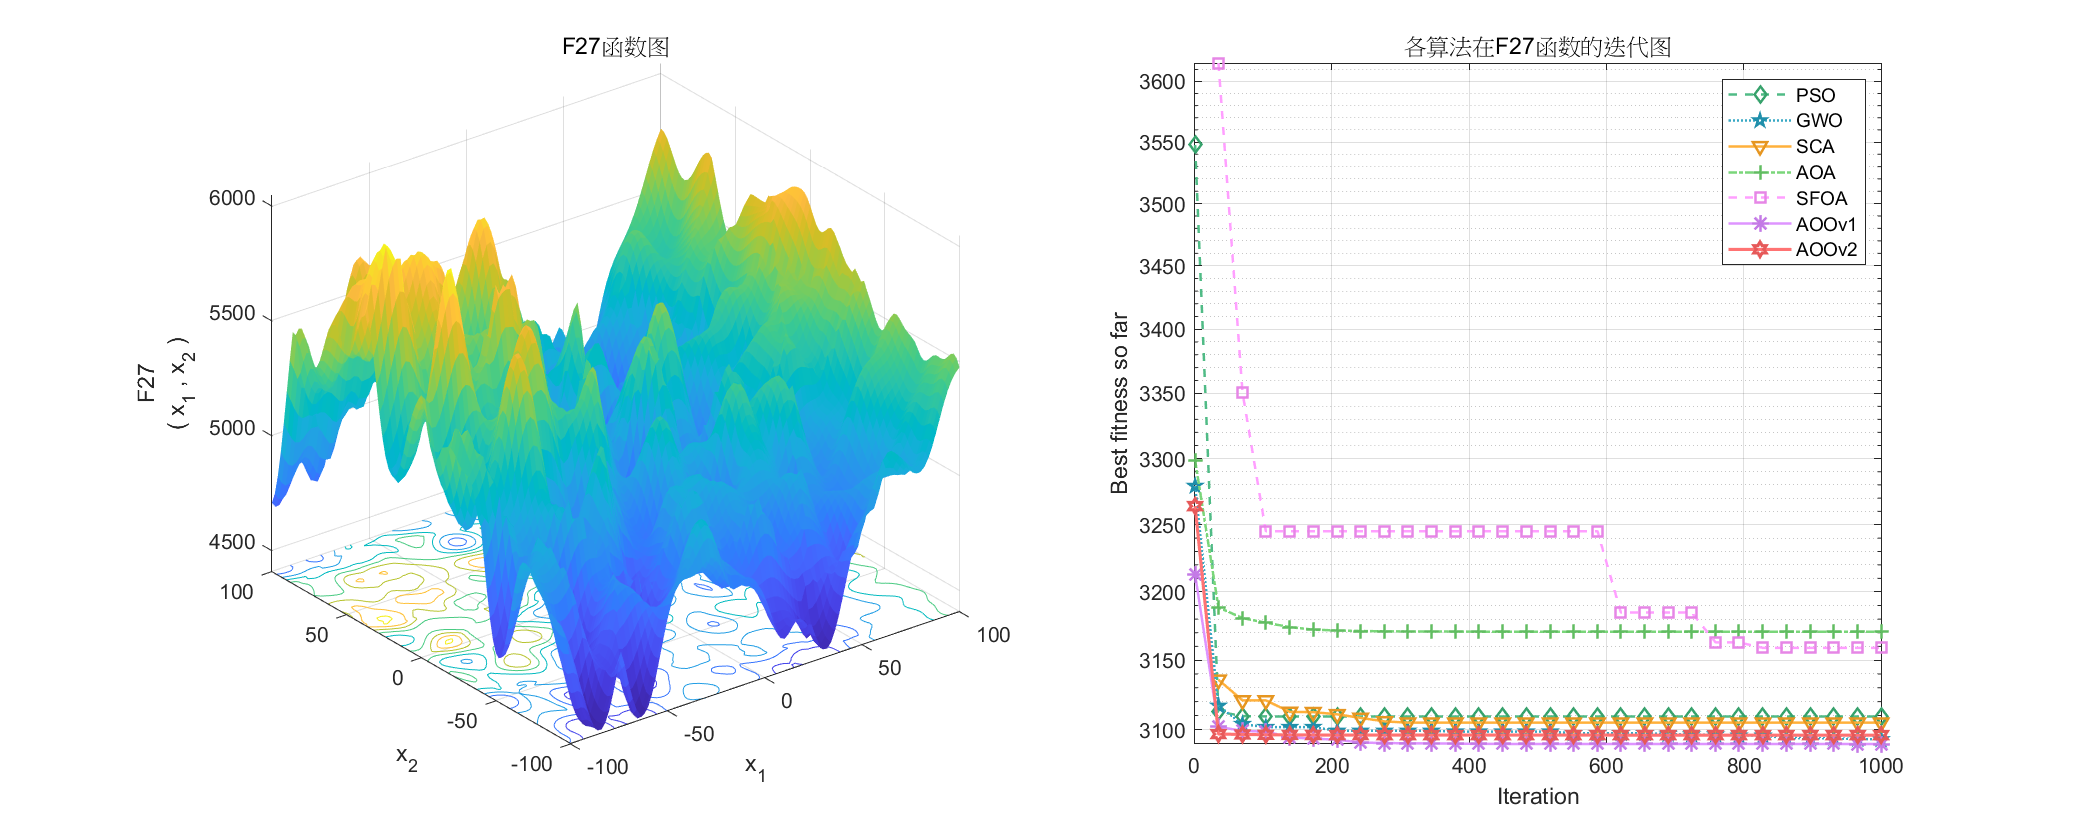 F27函数图
6000
5500
5000
4500
F27
( x1 , x2 )
100
50
0
-50
-100
x2
-100
-50
0
50
100
x1
各算法在F27函数的迭代图
3600
3550
3500
3450
3400
3350
3300
3250
3200
3150
3100
Best fitness so far
0 200 400 600 800 1000
Iteration
PSO
GWO
SCA
AOA
SFOA
AOOv1
AOOv2